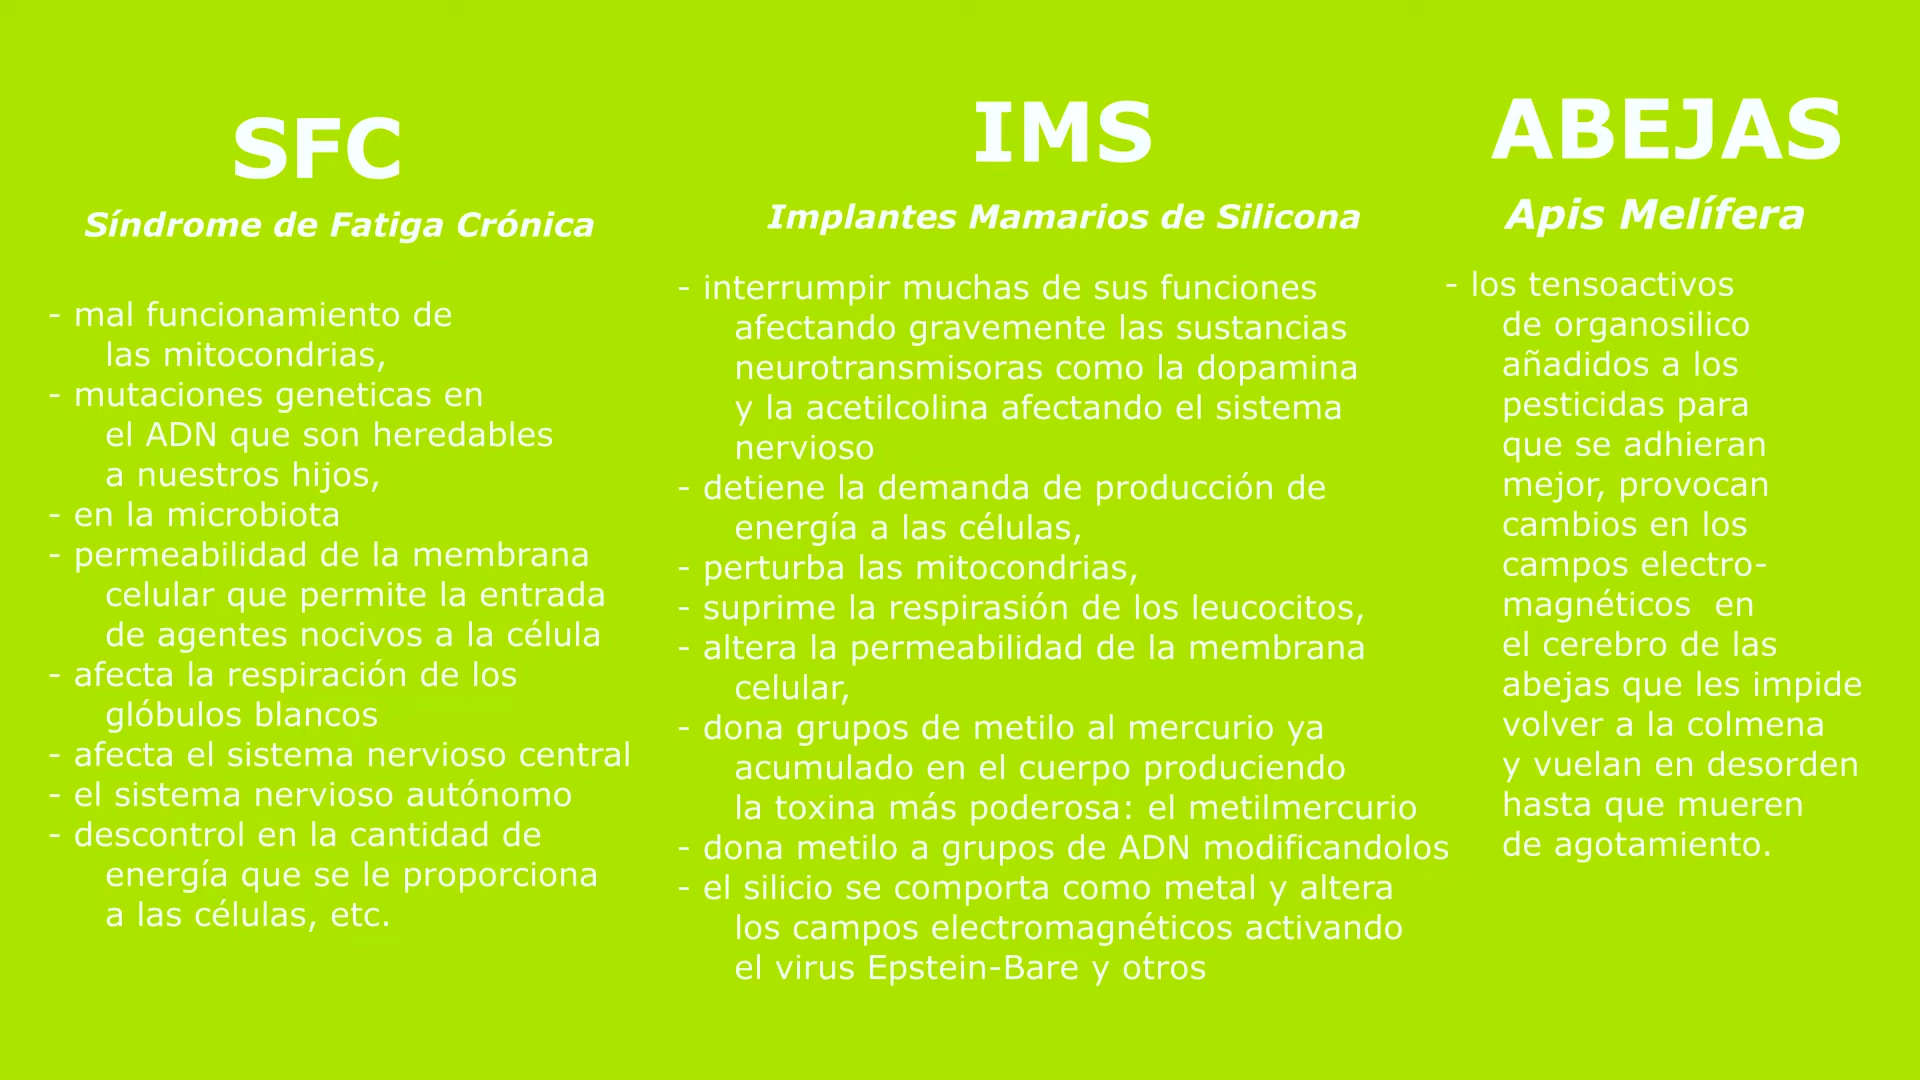 SFC
Síndrome de Fatiga Crónica
- mal funcionamiento de
las mitocondrias,
- mutaciones geneticas en
el ADN que son heredables
a nuestros hijos,
- en la microbiota
- permeabilidad de la membrana
celular que permite la entrada
de agentes nocivos a la célula
- afecta la respiración de los
glóbulos blancos
- afecta el sistema nervioso central
- el sistema nervioso autónomo
- descontrol en la cantidad de
energía que se le proporciona
a las células, etc.
IMS
Implantes Mamarios de Silicona
- interrumpir muchas de sus funciones
afectando gravemente las sustancias
neurotransmisoras como la dopamina
y la acetilcolina afectando el sistema
nervioso
- detiene la demanda de producción de
energía a las células,
- perturba las mitocondrias,
- suprime la respirasión de los leucocitos,
- altera la permeabilidad de la membrana
celular,
- dona grupos de metilo al mercurio ya
acumulado en el cuerpo produciendo
la toxina más poderosa: el metilmercurio
- dona metilo a grupos de ADN modificandolos
- el silicio se comporta como metal y altera
los campos electromagnéticos activando
el virus Epstein-Bare y otros
ABEJAS
Apis Melífera
- los tensoactivos
de organosilico
añadidos a los
pesticidas para
que se adhieran
mejor, provocan
cambios en los
campos electro-
magnéticos  en
el cerebro de las
abejas que les impide
volver a la colmena
y vuelan en desorden
hasta que mueren
de agotamiento.